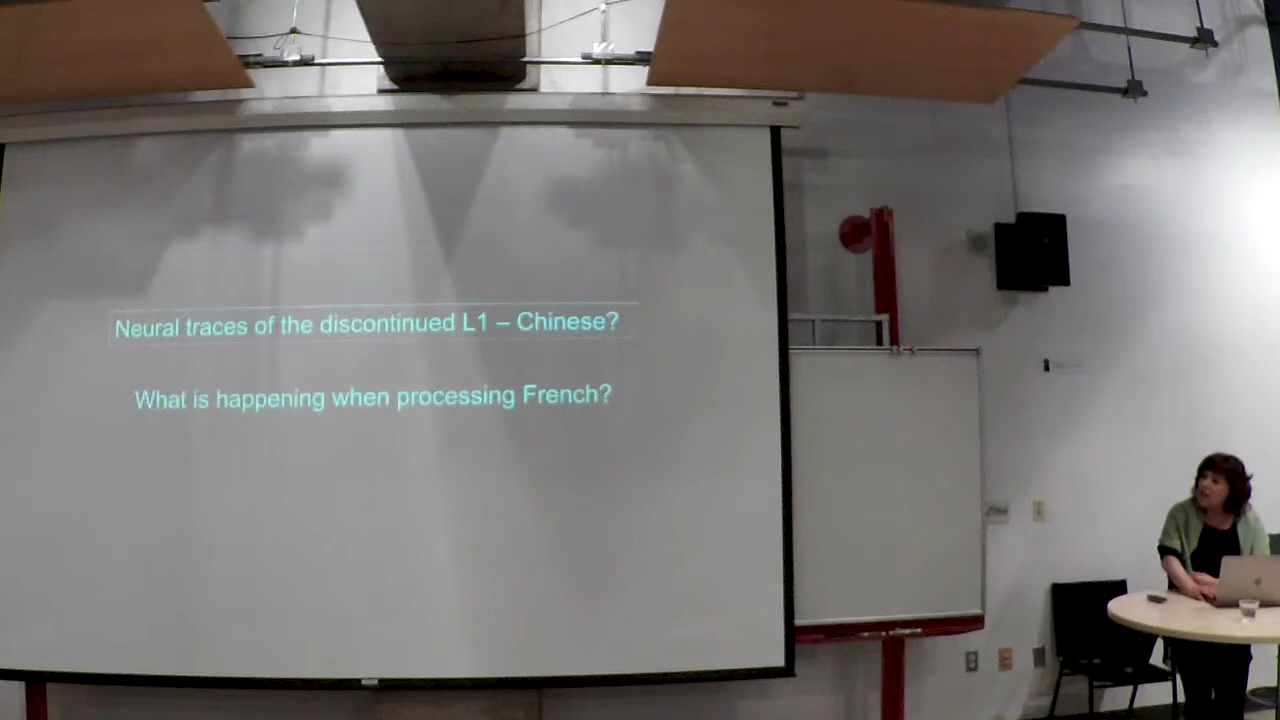 Neural traces of the discontinued L1 – Chinese?
What is happening when processing French?